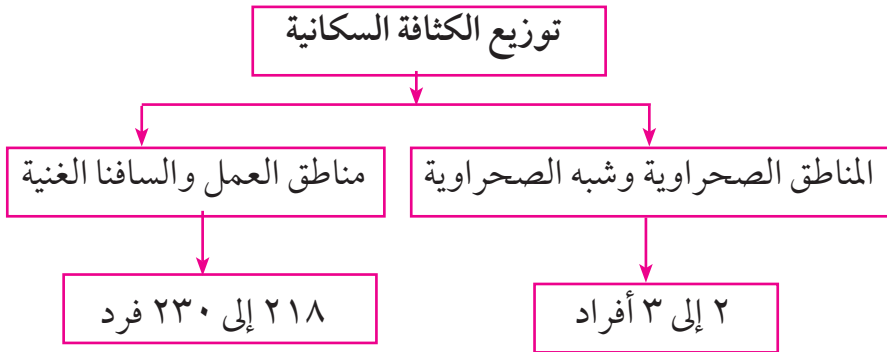 توزيع الكثافة السكانية
المناطق الصحراوية وشبه الصحراوية
مناطق العمل والسافنا الغنية
٢ إلى ٣ أفراد
٢١٨ إلى ٢٣٠ فرد